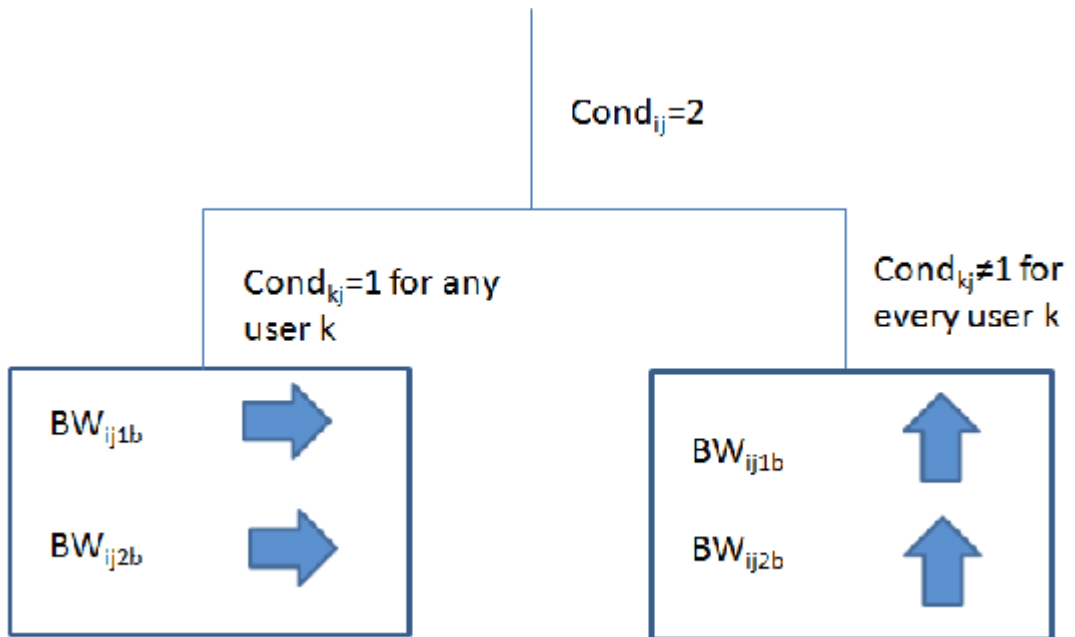 Cond_ij=2
Cond_kj=1 for any
user k
Cond_kj≠1 for
every user k
BW_ij1b
BW_ij2b
BW_ij1b
BW_ij2b